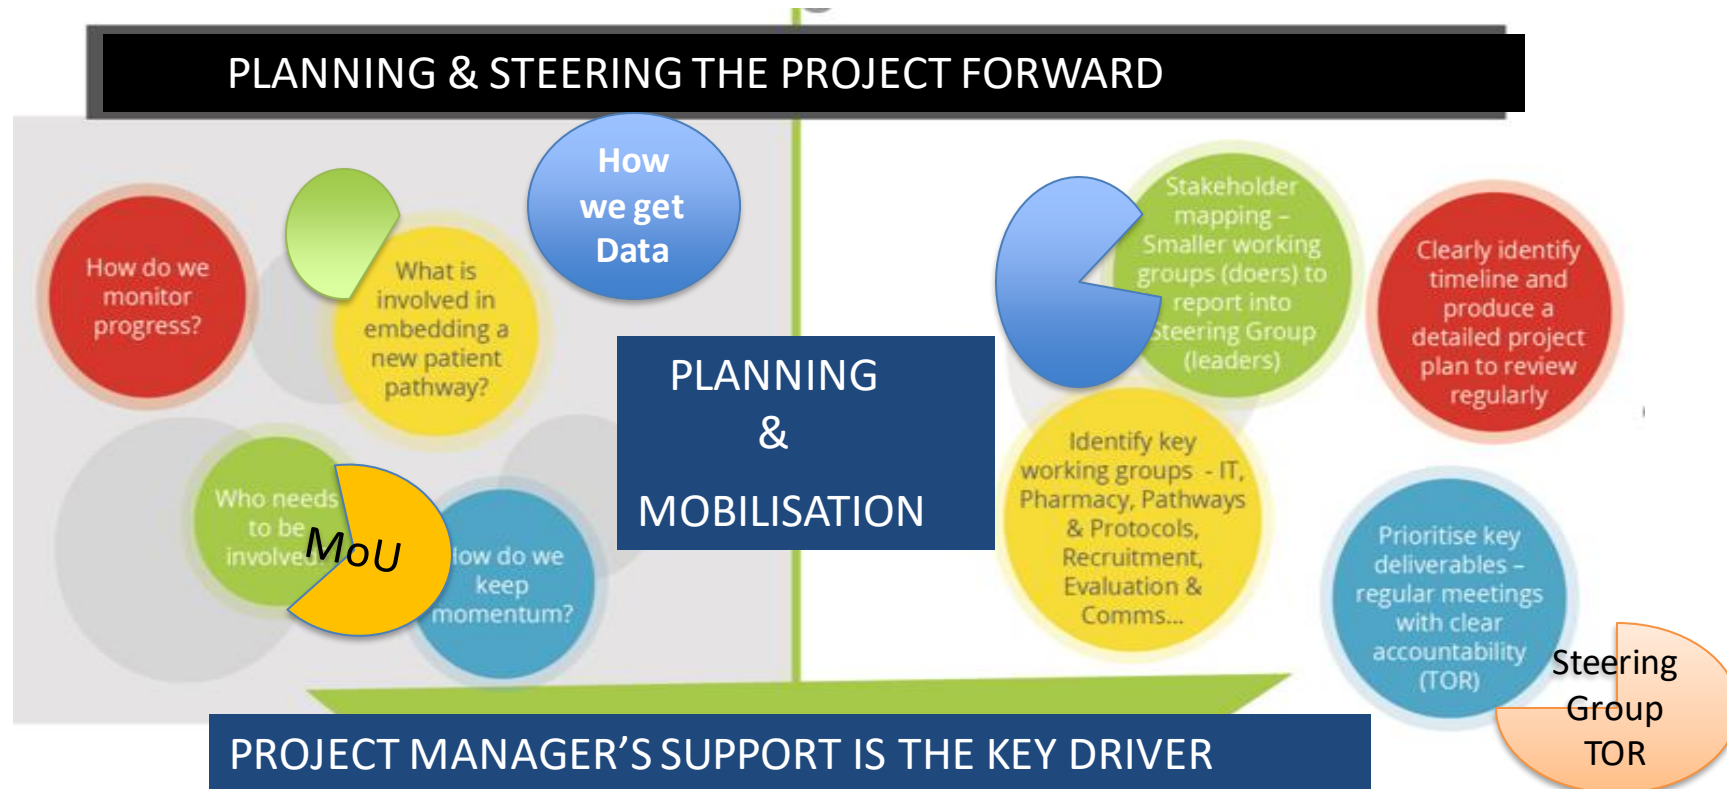 PLANNING & STEERING THE PROJECT FORWARD
How
we get
Data
How do we
monitor
progress?
What is
involved in
embedding a
new patient
pathway?
Who needs
to be
involved
MoU
How do we
keep
momentum?
PLANNING
&
MOBILISATION
Stakeholder
mapping –
Smaller working
groups (doers) to
report into
Steering Group
(leaders)
Clearly identify
timeline and
produce a
detailed project
plan to review
regularly
Identify key
working groups - IT,
Pharmacy, Pathways
& Protocols,
Recruitment,
Evaluation &
Comms...
Prioritise key
deliverables –
regular meetings
with clear
accountability
(TOR)
Steering
Group
TOR
PROJECT MANAGER’S SUPPORT IS THE KEY DRIVER